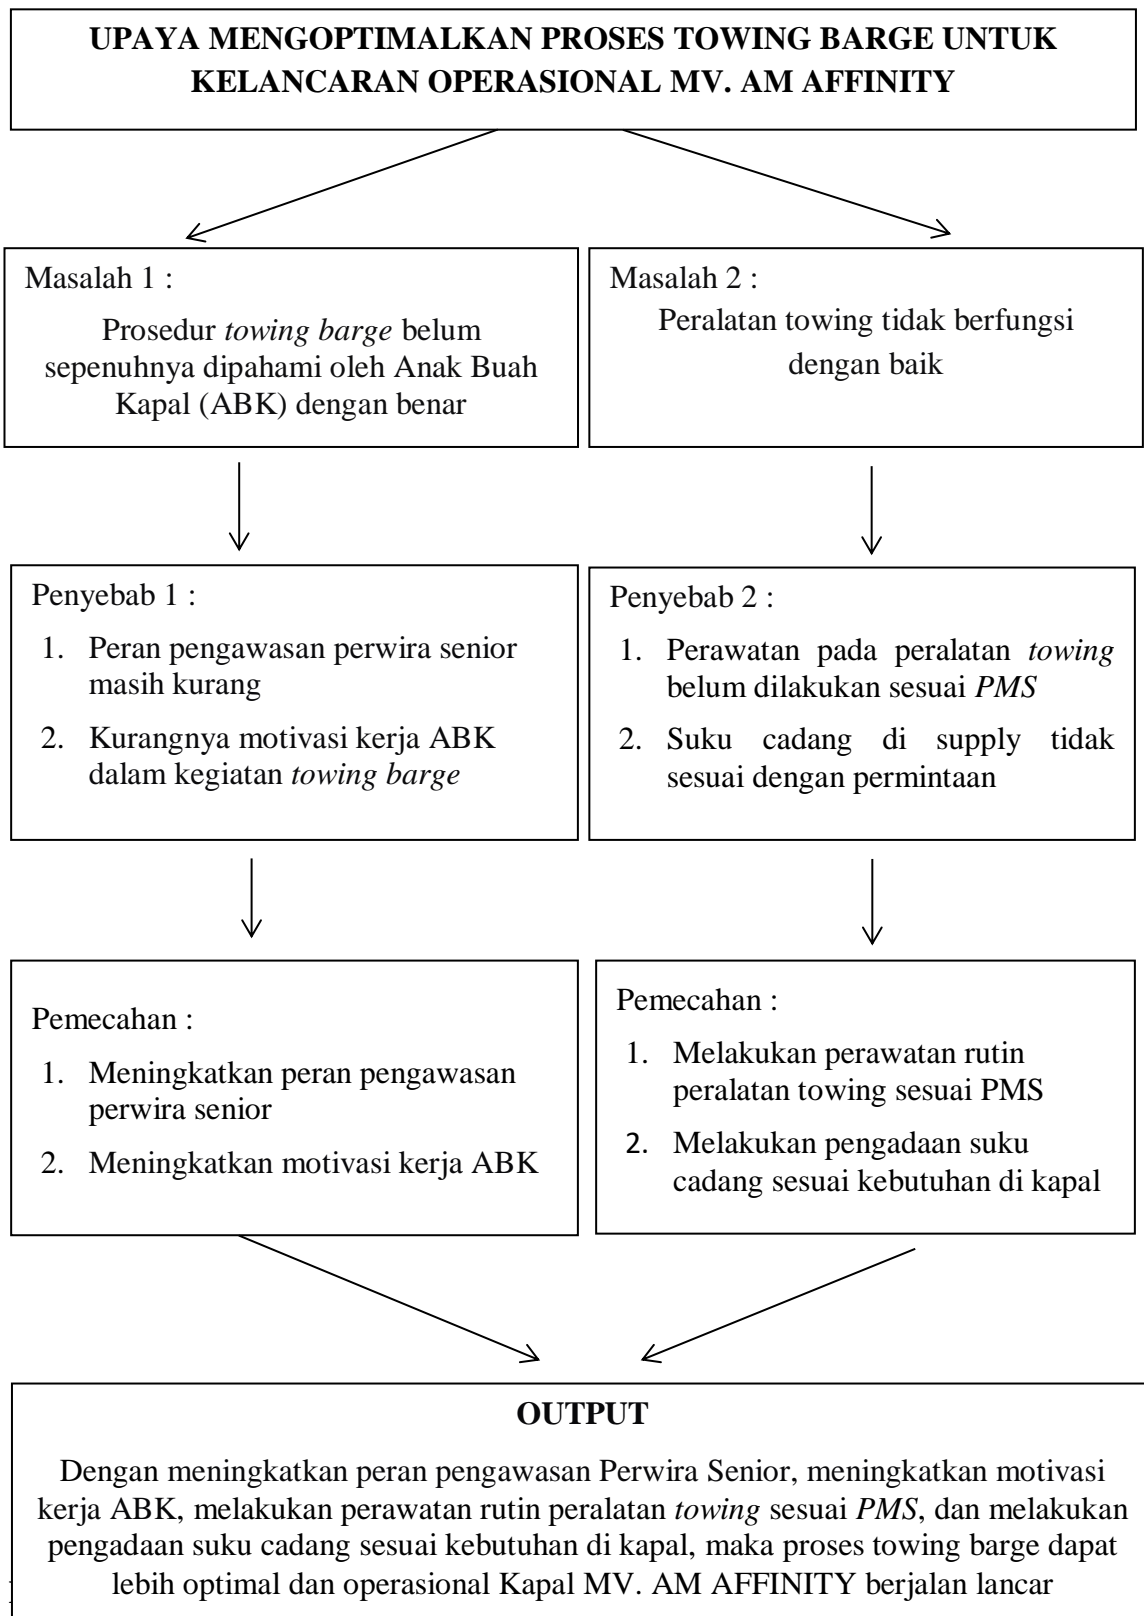 UPAYA MENGOPTIMALKAN PROSES TOWING BARGE UNTUK
KELANCARAN OPERASIONAL MV. AM AFFINITY
Masalah 1 :
Prosedur towing barge belum
sepenuhnya dipahami oleh Anak Buah
Kapal (ABK) dengan benar
Masalah 2 :
Peralatan towing tidak berfungsi
dengan baik
Penyebab 1 :
1. Peran pengawasan perwira senior
masih kurang
2. Kurangnya motivasi kerja ABK
dalam kegiatan towing barge
Penyebab 2 :
1. Perawatan pada peralatan towing
belum dilakukan sesuai PMS
2. Suku cadang di supply tidak
sesuai dengan permintaan
Pemecahan :
1. Meningkatkan peran pengawasan
perwira senior
2. Meningkatkan motivasi kerja ABK
Pemecahan :
1. Melakukan perawatan rutin
peralatan towing sesuai PMS
2. Melakukan pengadaan suku
cadang sesuai kebutuhan di kapal
OUTPUT
Dengan meningkatkan peran pengawasan Perwira Senior, meningkatkan motivasi
kerja ABK, melakukan perawatan rutin peralatan towing sesuai PMS, dan melakukan
pengadaan suku cadang sesuai kebutuhan di kapal, maka proses towing barge dapat
lebih optimal dan operasional Kapal MV. AM AFFINITY berjalan lancar